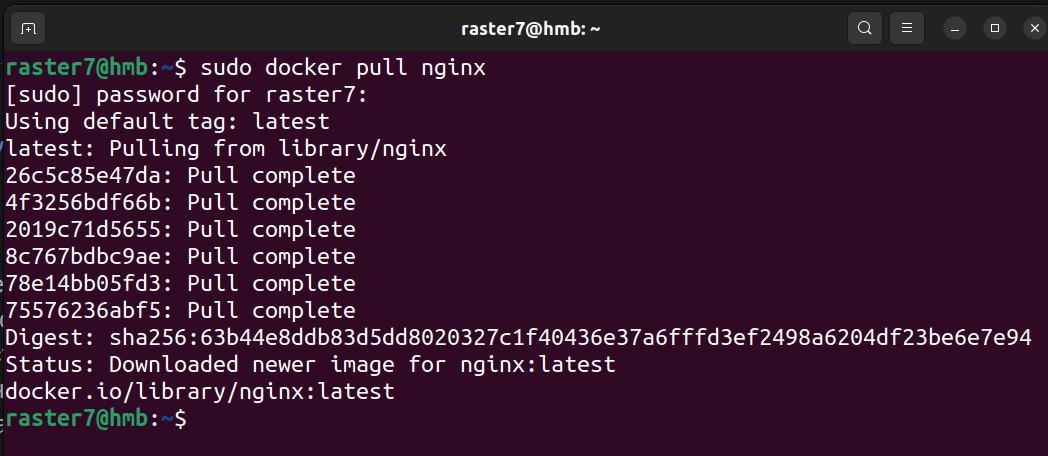 raster7@hmb: ~
raster7@hmb:~$ sudo docker pull nginx
[sudo] password for raster7:
Using default tag: latest
latest: Pulling from library/nginx
26c5c85e47da: Pull complete
4f3256bdf66b: Pull complete
2019c71d5655: Pull complete
8c767bdbc9ae: Pull complete
78e14bb05fd3: Pull complete
75576236abf5: Pull complete
Digest: sha256:63b44e8ddb83d5dd8020327c1f40436e37a6fffd3ef2498a6204df23be6e7e94
Status: Downloaded newer image for nginx:latest
docker.io/library/nginx:latest
raster7@hmb:~$